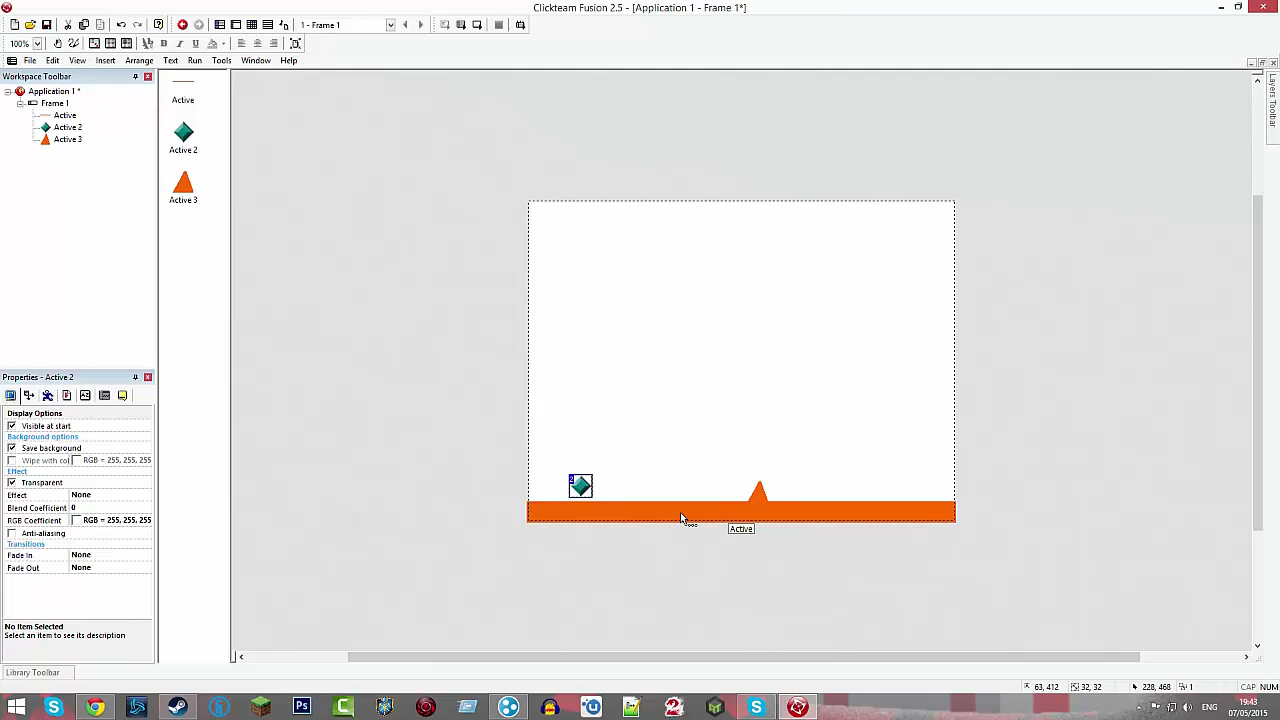 Clickteam Fusion 2.5 - [Application 1 - Frame 1*]
1 - Frame 1
100%
File Edit View Insert Arrange Text Run Tools Window Help
Workspace Toolbar
Application 1 *
Frame 1
Active
Active 2
Active 3
Active
Active 2
Active 3
Layers Toolbar
2
Active
Properties - Active 2
Display Options
Visible at start
Background options
Save background
Wipe with col RGB = 255, 255, 255
Effect
Transparent
Effect None
Blend Coefficient 0
RGB Coefficient RGB = 255, 255, 255
Anti-aliasing
Transitions
Fade In None
Fade Out None
No Item Selected
Select an item to see its description
Library Toolbar
63, 412 32, 32 228, 468 1 CAP NUM
ENG 19:43
07/05/2015